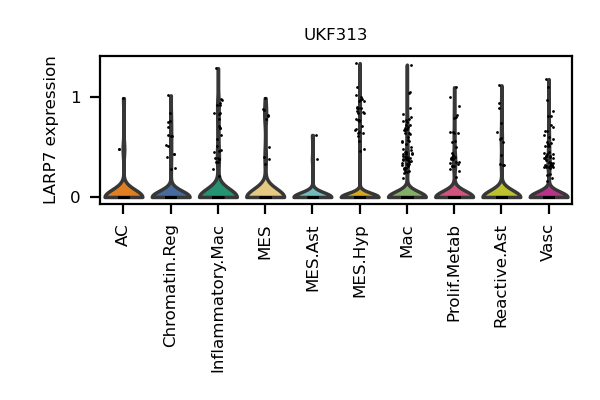 UKF313
LARP7 expression
1
0
AC
Chromatin.Reg
Inflammatory.Mac
MES
MES.Ast
MES.Hyp
Mac
Prolif.Metab
Reactive.Ast
Vasc